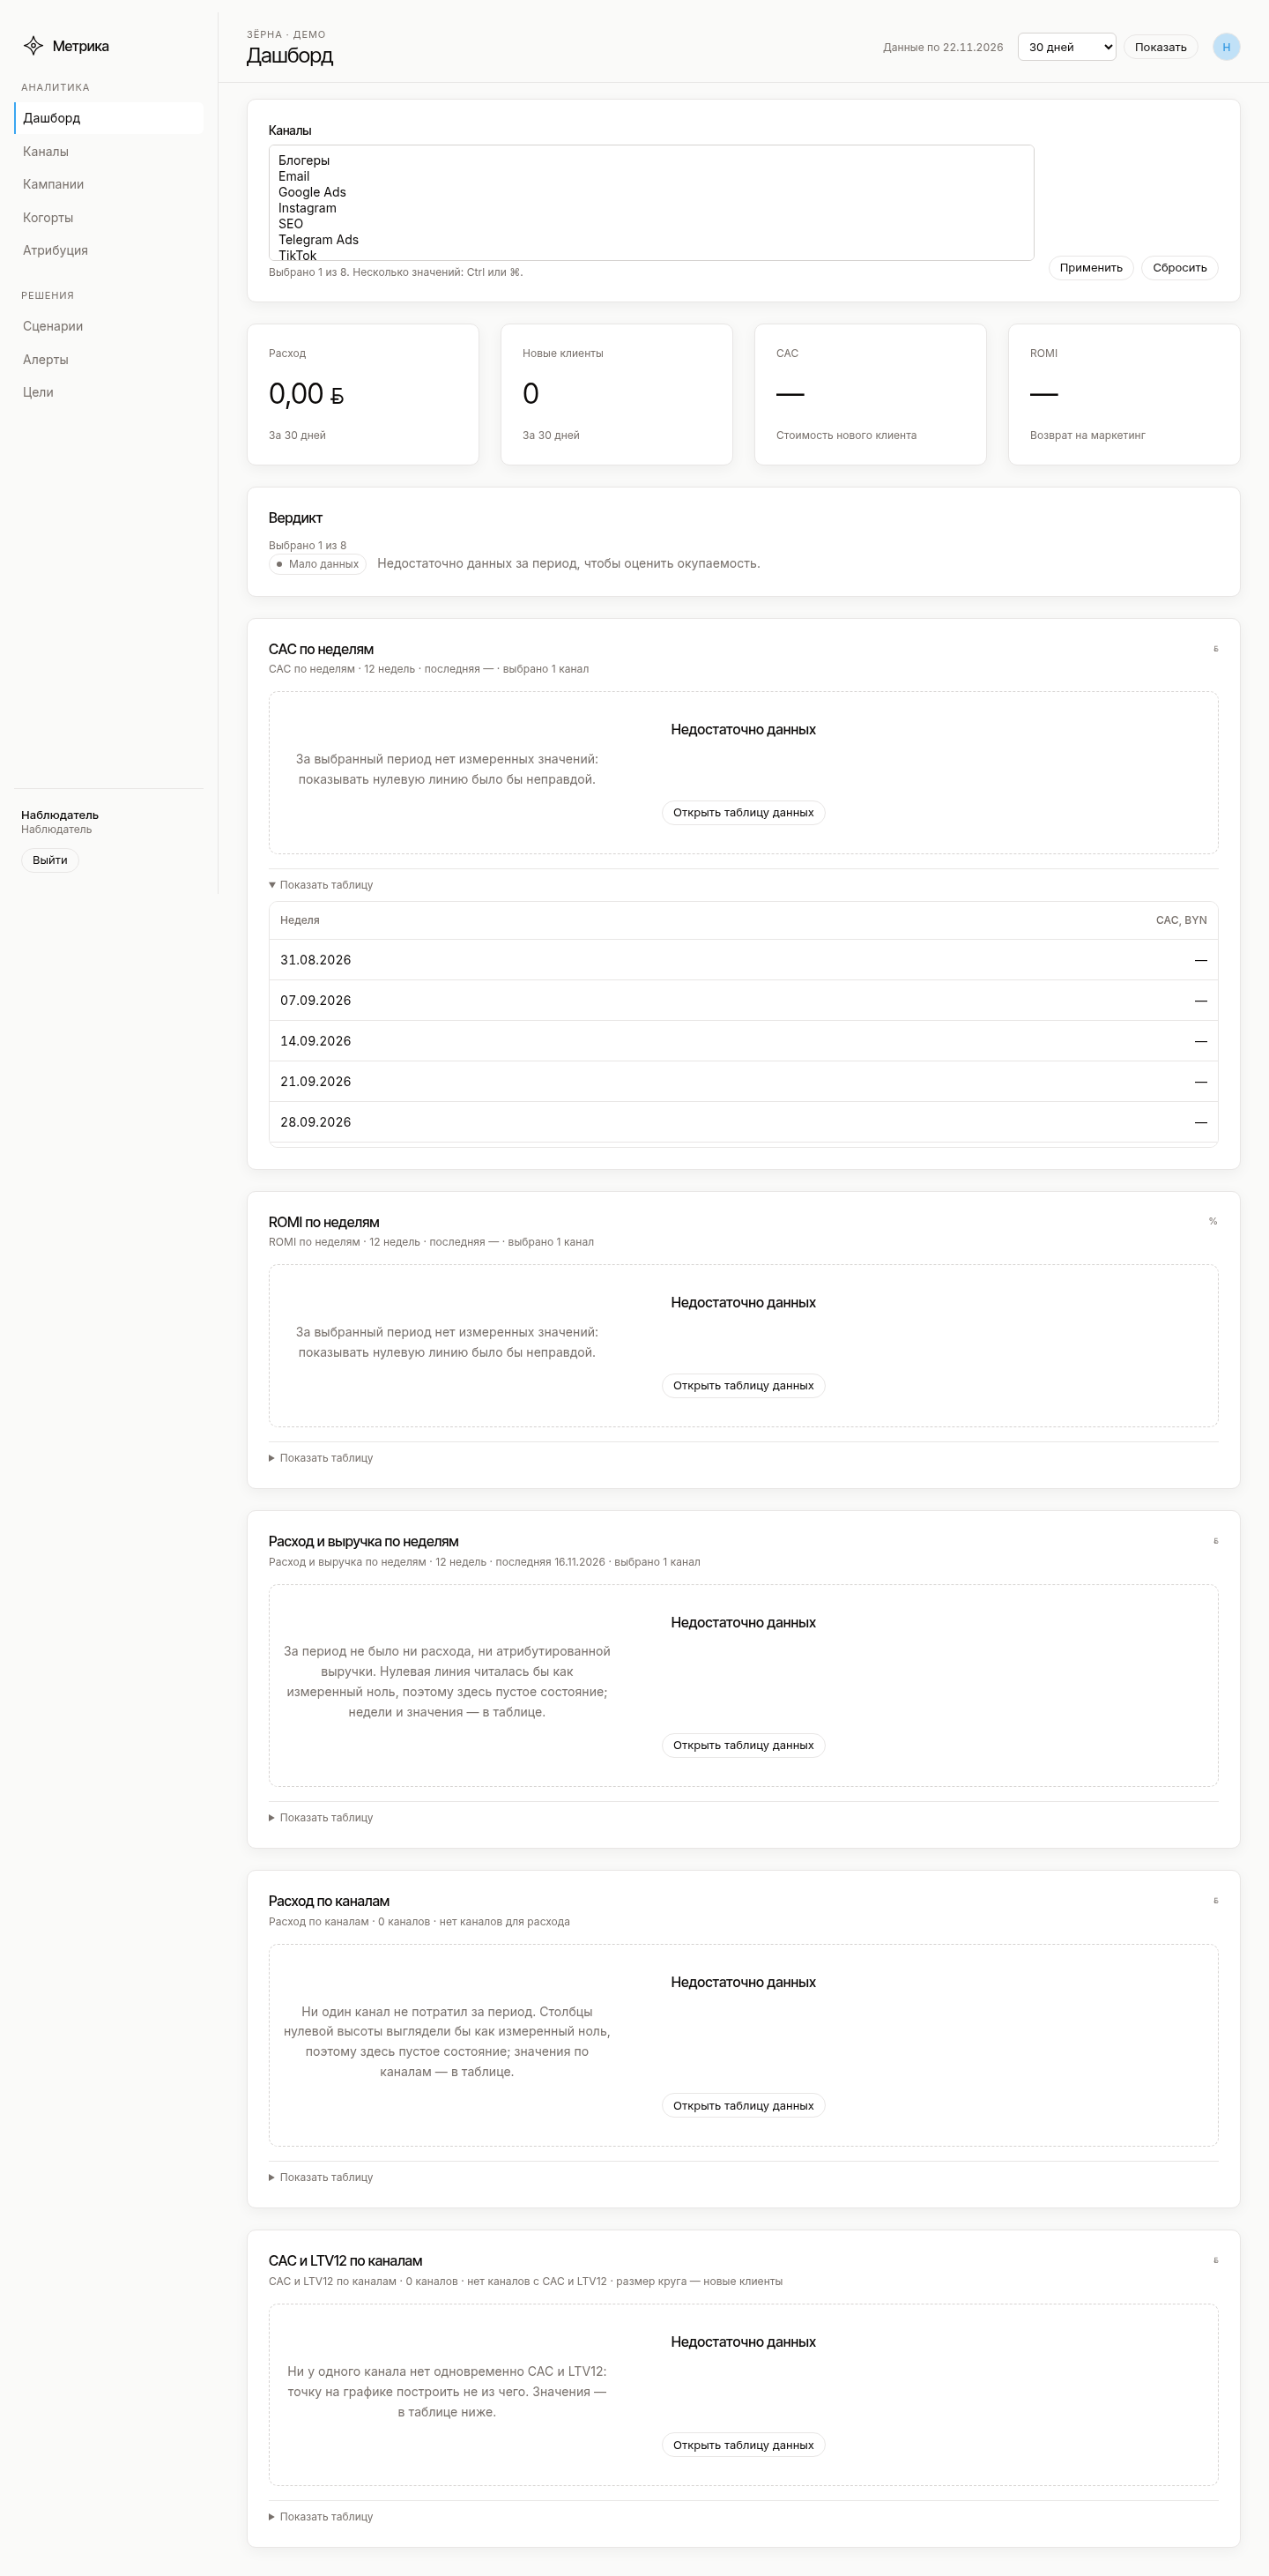 Метрика
АНАЛИТИКА
Дашборд
Каналы
Кампании
Когорты
Атрибуция
РЕШЕНИЯ
Сценарии
Алерты
Цели
Наблюдатель
Наблюдатель
Выйти
ЗЁРНА · ДЕМО
Дашборд
Данные по 22.11.2026
30 дней
Показать
Н
Каналы
Блогеры
Email
Google Ads
Instagram
SEO
Telegram Ads
TikTok
Выбрано 1 из 8. Несколько значений: Ctrl или ⌘.
Применить
Сбросить
Расход
0,00 Ƃ
За 30 дней
Новые клиенты
0
За 30 дней
CAC
—
Стоимость нового клиента
ROMI
—
Возврат на маркетинг
Вердикт
Выбрано 1 из 8
Мало данных Недостаточно данных за период, чтобы оценить окупаемость.
CAC по неделям
Ƃ
CAC по неделям · 12 недель · последняя — · выбрано 1 канал
Недостаточно данных
За выбранный период нет измеренных значений:
показывать нулевую линию было бы неправдой.
Открыть таблицу данных
▼ Показать таблицу
Неделя CAC, BYN
31.08.2026 —
07.09.2026 —
14.09.2026 —
21.09.2026 —
28.09.2026 —
ROMI по неделям
%
ROMI по неделям · 12 недель · последняя — · выбрано 1 канал
Недостаточно данных
За выбранный период нет измеренных значений:
показывать нулевую линию было бы неправдой.
Открыть таблицу данных
▶ Показать таблицу
Расход и выручка по неделям
Ƃ
Расход и выручка по неделям · 12 недель · последняя 16.11.2026 · выбрано 1 канал
Недостаточно данных
За период не было ни расхода, ни атрибутированной
выручки. Нулевая линия читалась бы как
измеренный ноль, поэтому здесь пустое состояние;
недели и значения — в таблице.
Открыть таблицу данных
▶ Показать таблицу
Расход по каналам
Ƃ
Расход по каналам · 0 каналов · нет каналов для расхода
Недостаточно данных
Ни один канал не потратил за период. Столбцы
нулевой высоты выглядели бы как измеренный ноль,
поэтому здесь пустое состояние; значения по
каналам — в таблице.
Открыть таблицу данных
▶ Показать таблицу
CAC и LTV12 по каналам
Ƃ
CAC и LTV12 по каналам · 0 каналов · нет каналов с CAC и LTV12 · размер круга — новые клиенты
Недостаточно данных
Ни у одного канала нет одновременно CAC и LTV12:
точку на графике построить не из чего. Значения —
в таблице ниже.
Открыть таблицу данных
▶ Показать таблицу